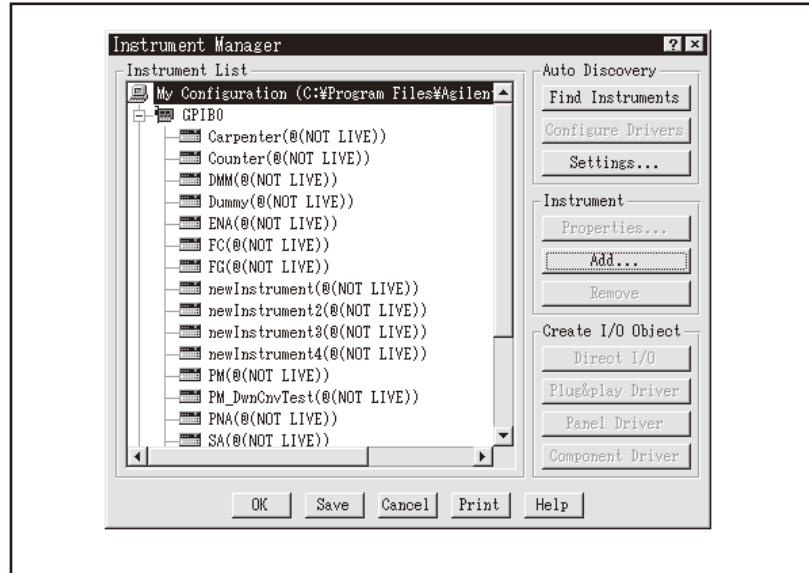 Instrument Manager
Instrument List
My Configuration (C:¥Program Files¥Agilen
GPIB0
Carpenter(@(NOT LIVE))
Counter(@(NOT LIVE))
DMM(@(NOT LIVE))
Dummy(@(NOT LIVE))
ENA(@(NOT LIVE))
FC(@(NOT LIVE))
FG(@(NOT LIVE))
newInstrument(@(NOT LIVE))
newInstrument2(@(NOT LIVE))
newInstrument3(@(NOT LIVE))
newInstrument4(@(NOT LIVE))
PM(@(NOT LIVE))
PM_DwnCnvTest(@(NOT LIVE))
PNA(@(NOT LIVE))
SA(@(NOT LIVE))
Auto Discovery
Find Instruments
Configure Drivers
Settings...
Instrument
Properties...
Add...
Remove
Create I/O Object
Direct I/O
Plug&play Driver
Panel Driver
Component Driver
OK Save Cancel Print Help